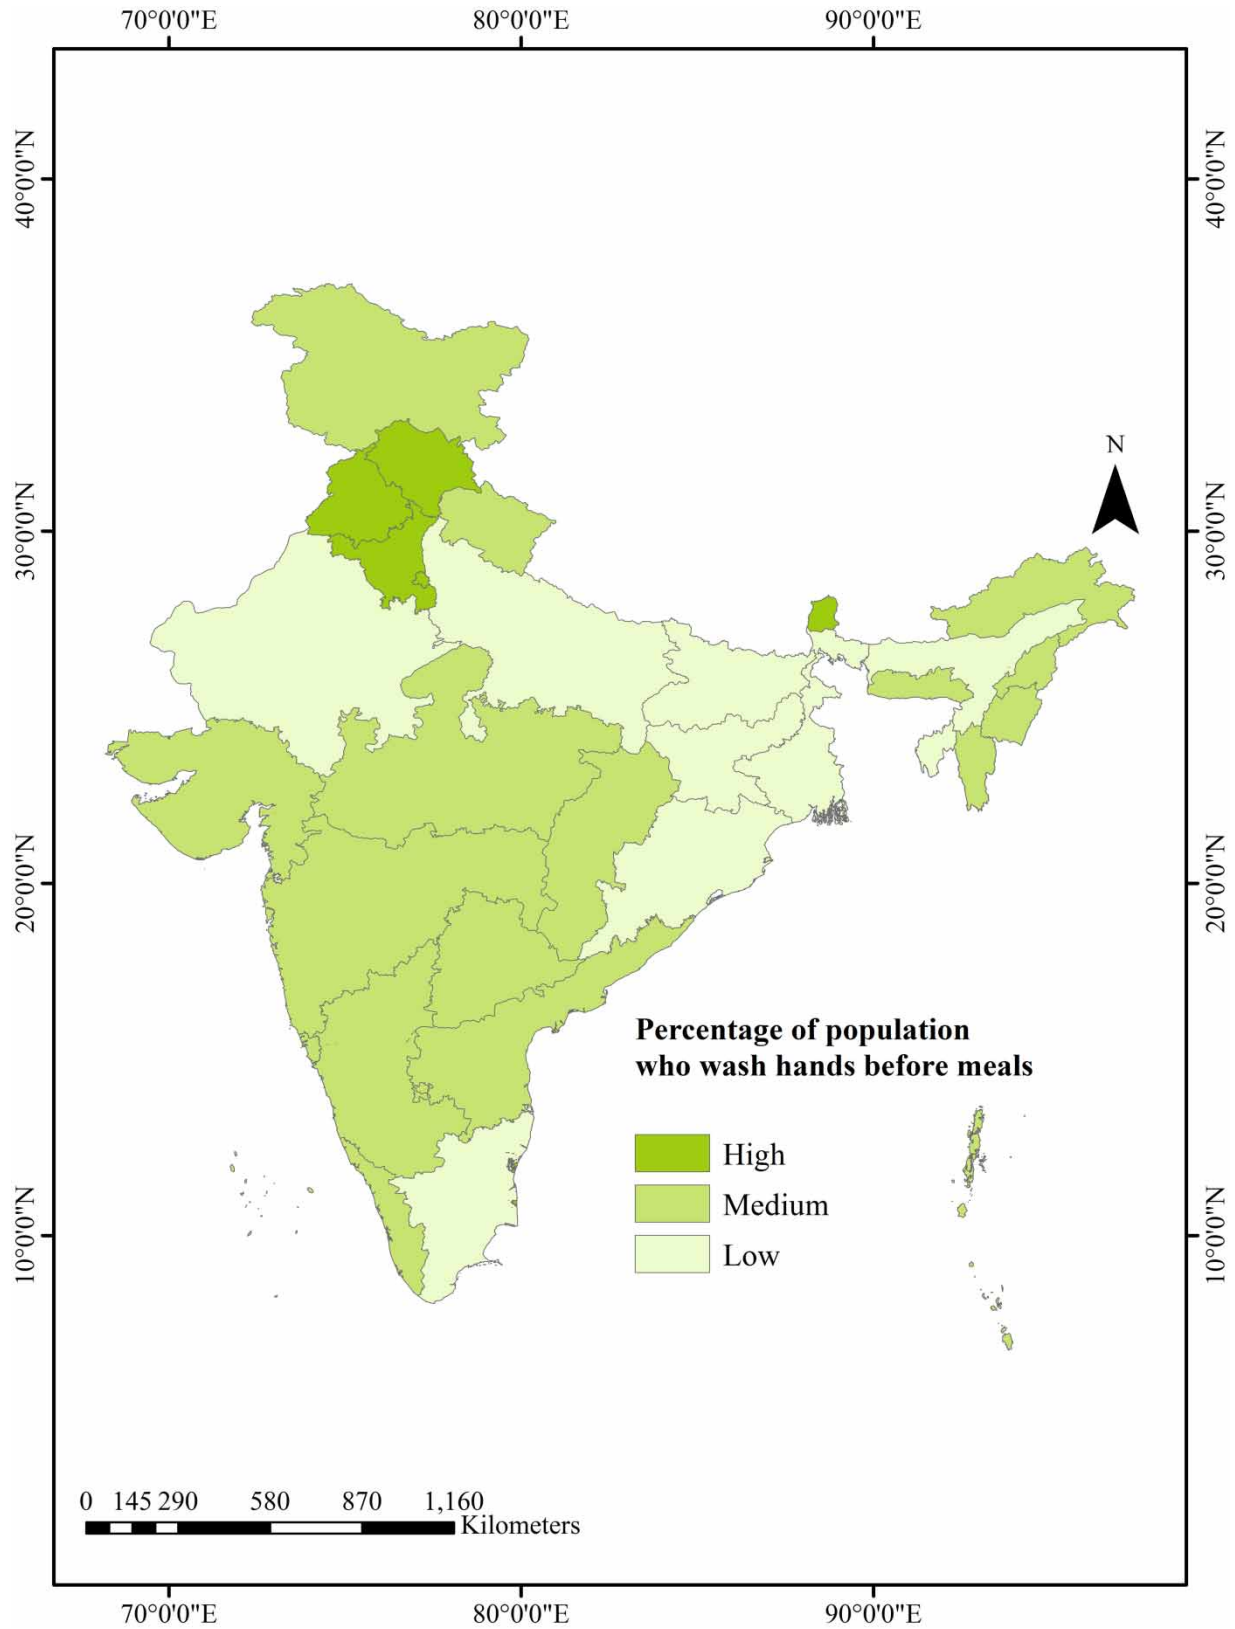 70°0'0"E 80°0'0"E 90°0'0"E
40°0'0"N 40°0'0"N
N
30°0'0"N 30°0'0"N
20°0'0"N 20°0'0"N
Percentage of population
who wash hands before meals
High
Medium
Low
10°0'0"N 10°0'0"N
0 145 290 580 870 1,160
Kilometers
70°0'0"E 80°0'0"E 90°0'0"E